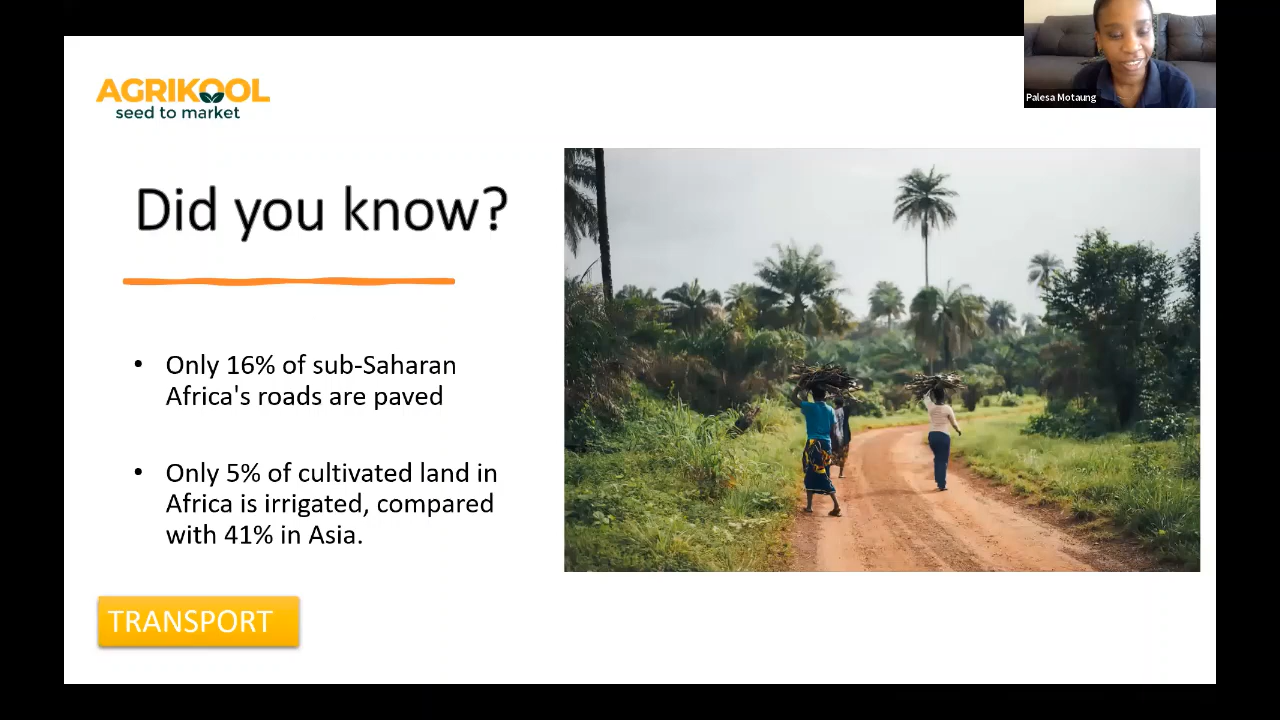 AGRIKOOL
seed to market
Palesa Motaung
Did you know?
• Only 16% of sub-Saharan
Africa's roads are paved
• Only 5% of cultivated land in
Africa is irrigated, compared
with 41% in Asia.
TRANSPORT